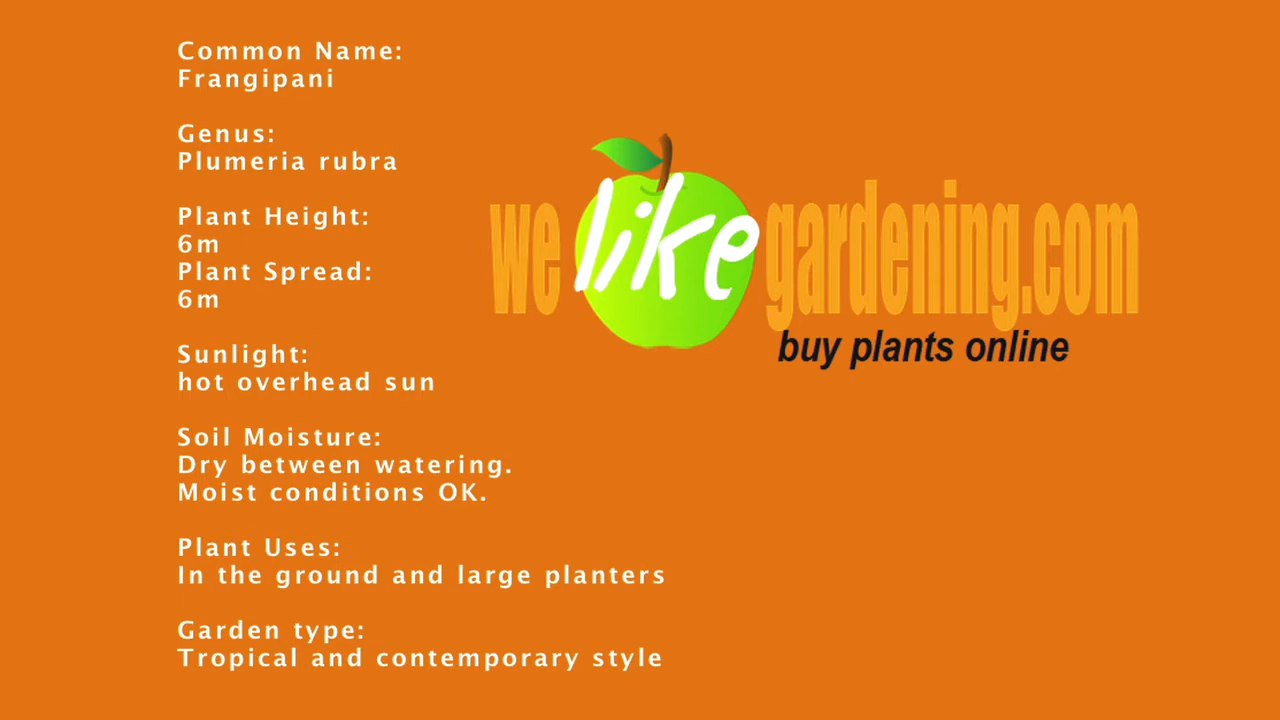 Common Name:
Frangipani
Genus:
Plumeria rubra
Plant Height:
6m
Plant Spread:
6m
Sunlight:
hot overhead sun
Soil Moisture:
Dry between watering.
Moist conditions OK.
Plant Uses:
In the ground and large planters
Garden type:
Tropical and contemporary style
we like gardening.com
buy plants online